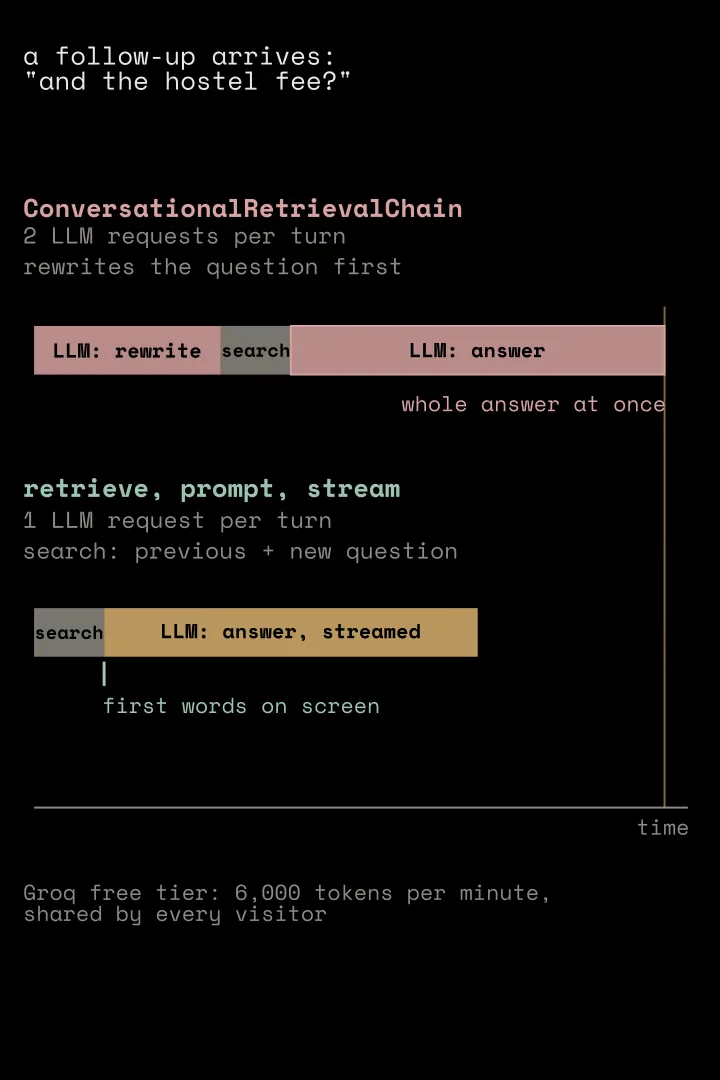 a follow-up arrives:
"and the hostel fee?"
ConversationalRetrievalChain
2 LLM requests per turn
rewrites the question first
LLM: rewrite search LLM: answer
whole answer at once
retrieve, prompt, stream
1 LLM request per turn
search: previous + new question
search LLM: answer, streamed
first words on screen
time
Groq free tier: 6,000 tokens per minute,
shared by every visitor